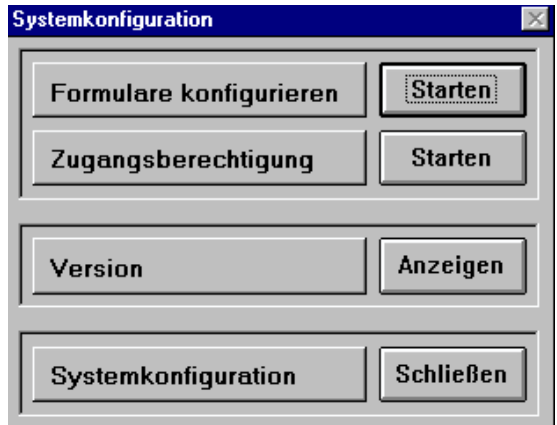 Systemkonfiguration
Formulare konfigurieren Starten
Zugangsberechtigung Starten
Version Anzeigen
Systemkonfiguration Schließen